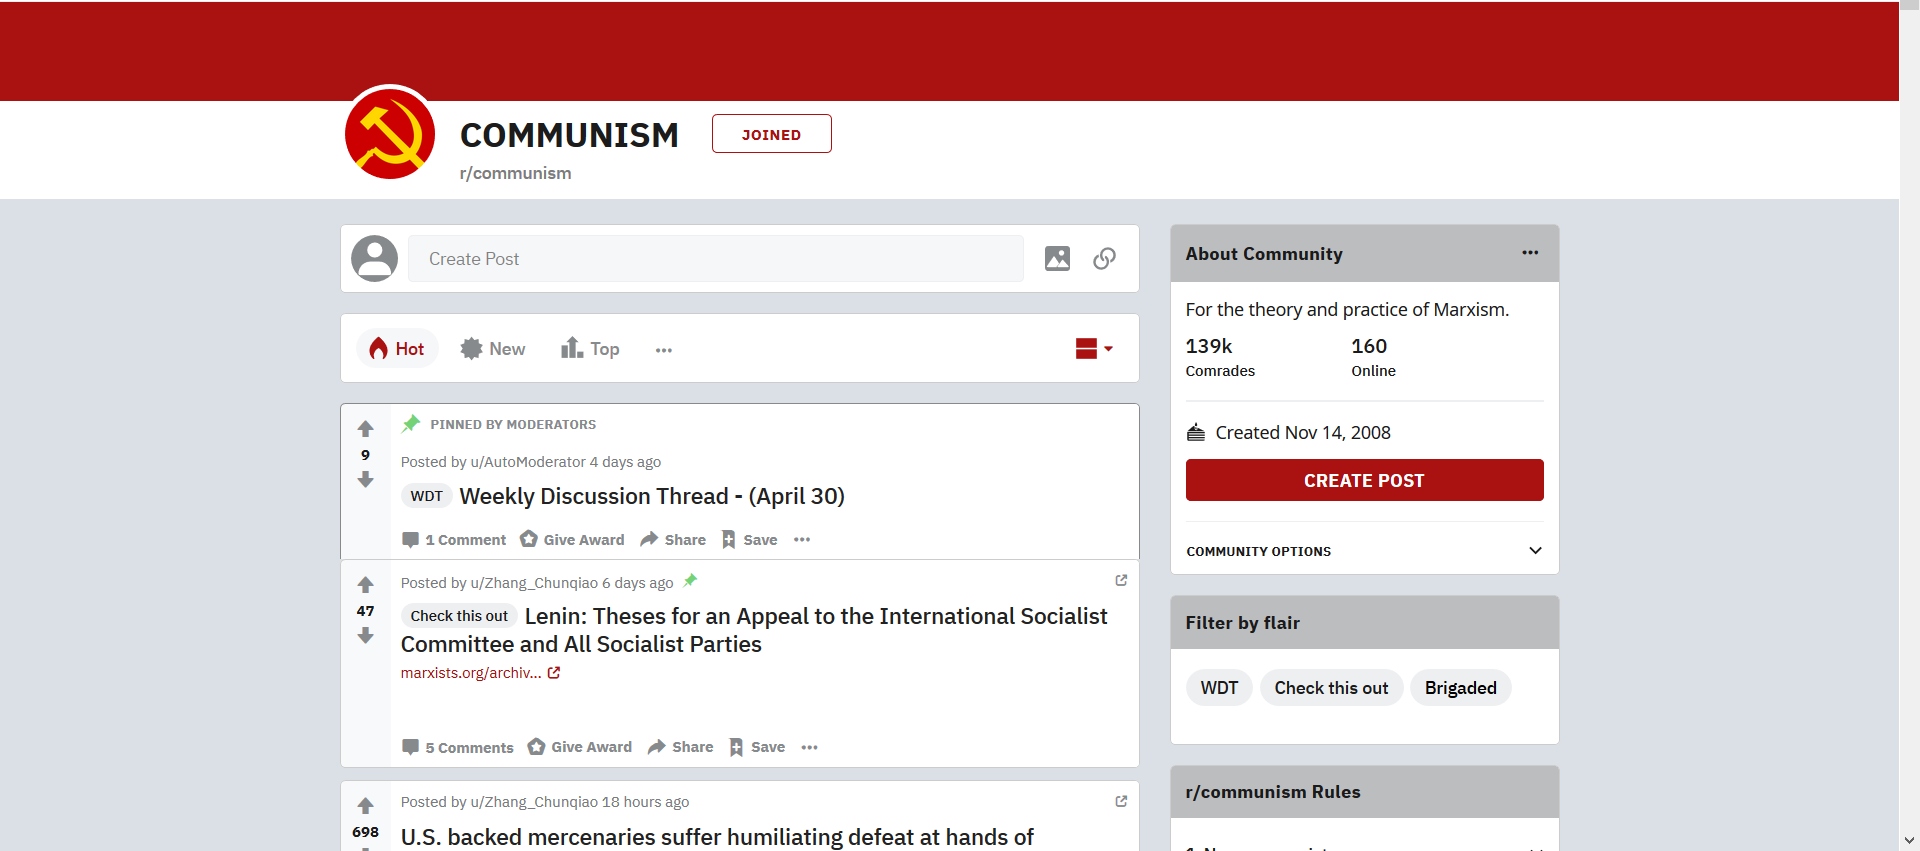 COMMUNISM
JOINED
r/communism
Create Post
Hot
New
Top
PINNED BY MODERATORS
9
Posted by u/AutoModerator 4 days ago
WDT Weekly Discussion Thread - (April 30)
1 Comment Give Award Share Save
Posted by u/Zhang_Chunqiao 6 days ago
47
Check this out Lenin: Theses for an Appeal to the International Socialist
Committee and All Socialist Parties
marxists.org/archiv...
5 Comments Give Award Share Save
Posted by u/Zhang_Chunqiao 18 hours ago
698
U.S. backed mercenaries suffer humiliating defeat at hands of
About Community
For the theory and practice of Marxism.
139k 160
Comrades Online
Created Nov 14, 2008
CREATE POST
COMMUNITY OPTIONS
Filter by flair
WDT Check this out Brigaded
r/communism Rules